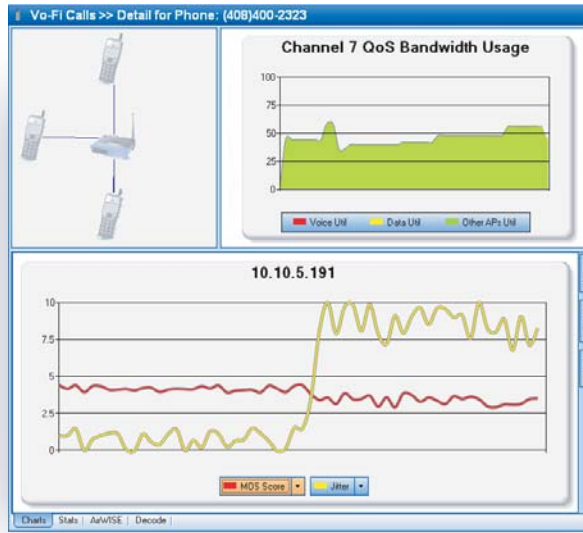 Vo-Fi Calls >> Detail for Phone: (408)400-2323
Channel 7 QoS Bandwidth Usage
100
75
50
25
0
Voice Util Data Util Other APs Util
10.10.5.191
10
7.5
5
2.5
0
MOS Score Jitter
Charts Stats AirWISE Decode